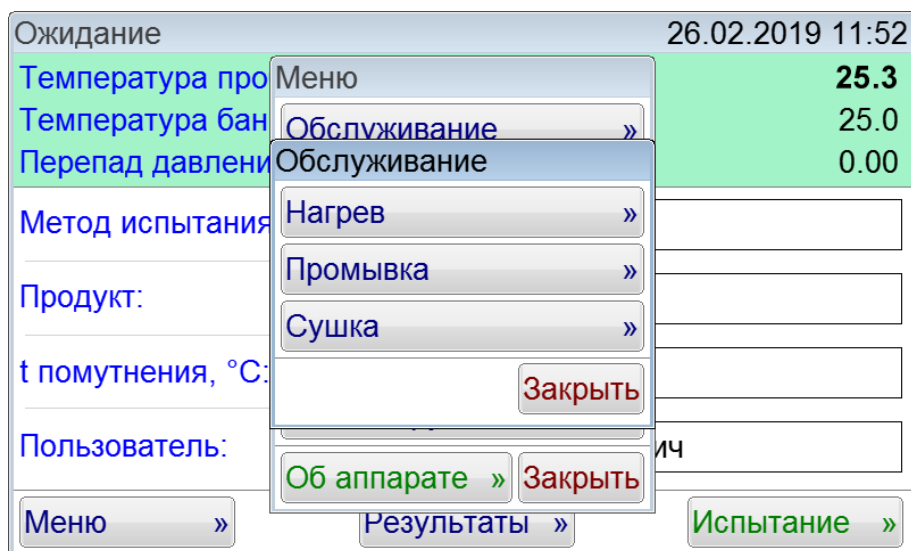 Ожидание 26.02.2019 11:52
Температура про 25.3
Температура бан 25.0
Перепад давлени 0.00
Меню
Обслуживание »
Обслуживание
Нагрев »
Промывка »
Сушка »
Закрыть
Метод испытания
Продукт:
t помутнения, °C:
Пользователь: ич
Об аппарате » Закрыть
Меню » Результаты » Испытание »